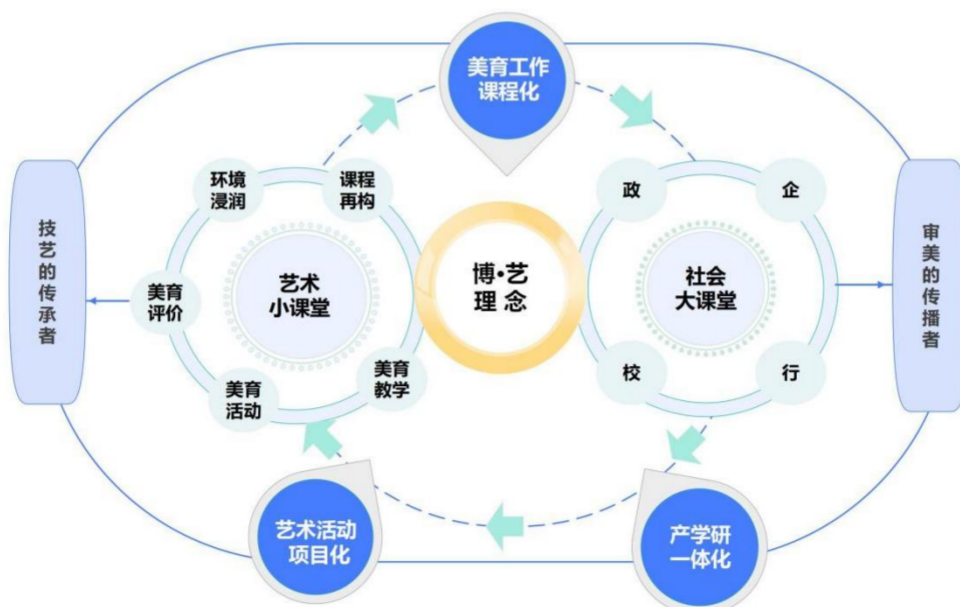 美育工作
课程化
环境
浸润
课程
再构
政
企
技艺的传承者
艺术
小课堂
博·艺
理念
社会
大课堂
审美的传播者
美育
评价
美育
活动
美育
教学
校
行
艺术活动
项目化
产学研
一体化